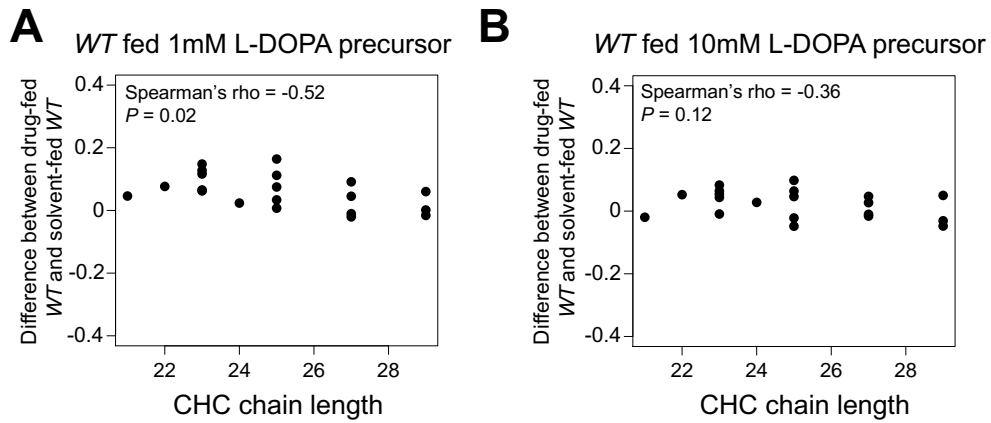 A
WT fed 1mM L-DOPA precursor
Difference between drug-fed
WT and solvent-fed WT
0.4
0.2
0
-0.2
-0.4
Spearman's rho = -0.52
P = 0.02
22 24 26 28
CHC chain length
B
WT fed 10mM L-DOPA precursor
Difference between drug-fed
WT and solvent-fed WT
0.4
0.2
0
-0.2
-0.4
Spearman's rho = -0.36
P = 0.12
22 24 26 28
CHC chain length